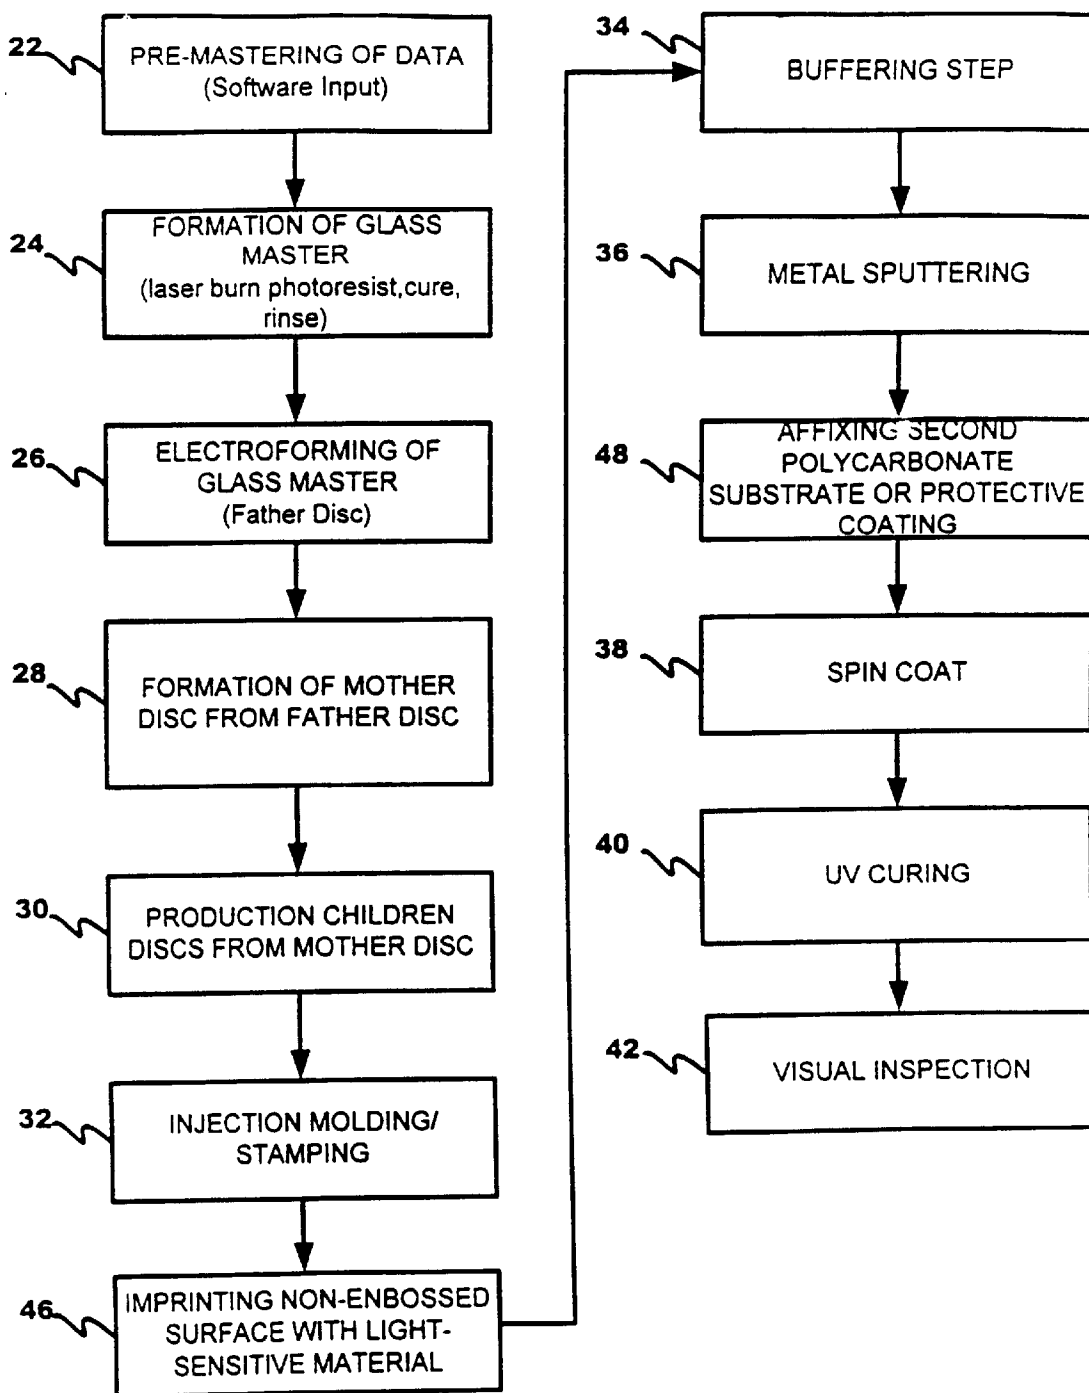 22
PRE-MASTERING OF DATA
(Software Input)
24
FORMATION OF GLASS
MASTER
(laser burn photoresist,cure,
rinse)
26
ELECTROFORMING OF
GLASS MASTER
(Father Disc)
28
FORMATION OF MOTHER
DISC FROM FATHER DISC
30
PRODUCTION CHILDREN
DISCS FROM MOTHER DISC
32
INJECTION MOLDING/
STAMPING
46
IMPRINTING NON-ENBOSSED
SURFACE WITH LIGHT-
SENSITIVE MATERIAL
34
BUFFERING STEP
36
METAL SPUTTERING
48
AFFIXING SECOND
POLYCARBONATE
SUBSTRATE OR PROTECTIVE
COATING
38
SPIN COAT
40
UV CURING
42
VISUAL INSPECTION